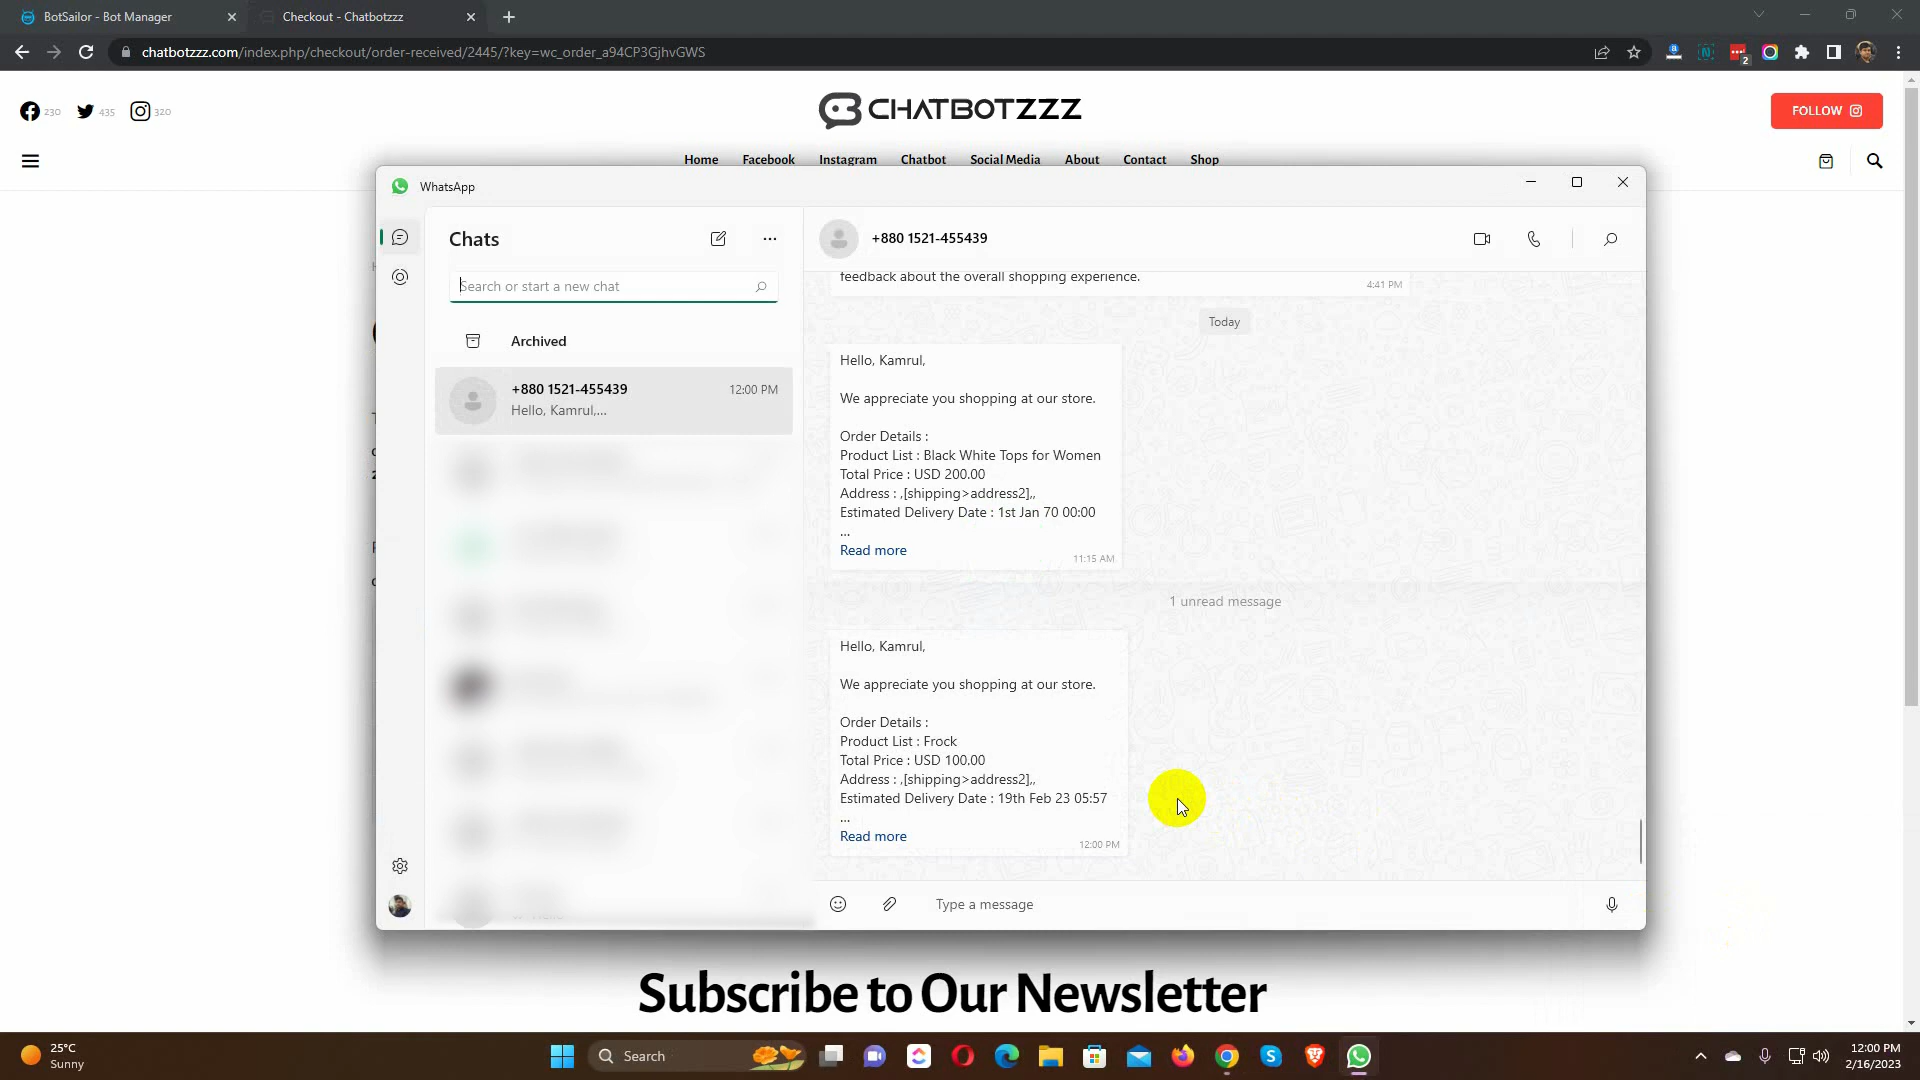 BotSailor - Bot Manager
Checkout - Chatbotzzz
chatbotzzz.com/index.php/checkout/order-received/2445/?key=wc_order_a94CP3GjhvGWS
2
230
435
320
CHATBOTZZZ
FOLLOW
Home Facebook Instagram Chatbot Social Media About Contact Shop
WhatsApp
Chats
Search or start a new chat
Archived
+880 1521-455439
12:00 PM
Hello, Kamrul,...
+880 1521-455439
feedback about the overall shopping experience.
4:41 PM
Today
Hello, Kamrul,
We appreciate you shopping at our store.
Order Details :
Product List : Black White Tops for Women
Total Price : USD 200.00
Address : ,[shipping>address2],,
Estimated Delivery Date : 1st Jan 70 00:00
...
Read more
11:15 AM
1 unread message
Hello, Kamrul,
We appreciate you shopping at our store.
Order Details :
Product List : Frock
Total Price : USD 100.00
Address : ,[shipping>address2],,
Estimated Delivery Date : 19th Feb 23 05:57
...
Read more
12:00 PM
Type a message
Subscribe to Our Newsletter
25°C
Sunny
Search
12:00 PM
2/16/2023